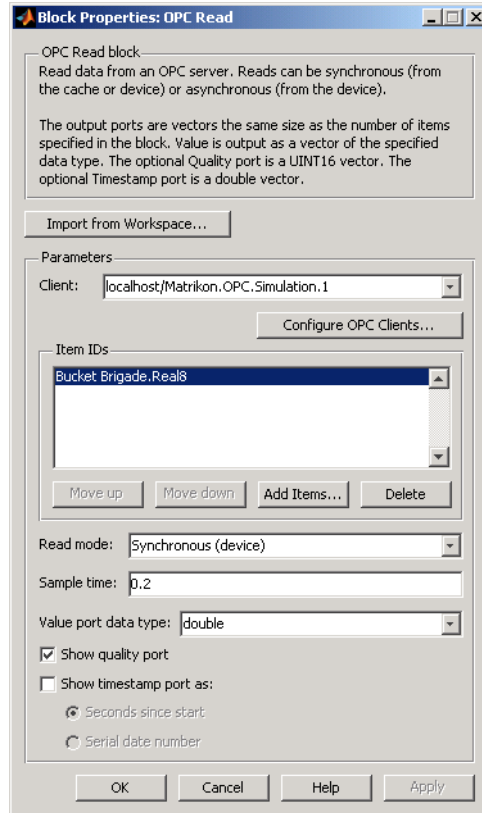 Block Properties: OPC Read
OPC Read block
Read data from an OPC server. Reads can be synchronous (from
the cache or device) or asynchronous (from the device).
The output ports are vectors the same size as the number of items
specified in the block. Value is output as a vector of the specified
data type. The optional Quality port is a UINT16 vector. The
optional Timestamp port is a double vector.
Import from Workspace...
Parameters
Client: localhost/Matrikon.OPC.Simulation.1
Configure OPC Clients...
Item IDs
Bucket Brigade.Real8
Move up Move down Add Items... Delete
Read mode: Synchronous (device)
Sample time: 0.2
Value port data type: double
Show quality port
Show timestamp port as:
Seconds since start
Serial date number
OK Cancel Help Apply